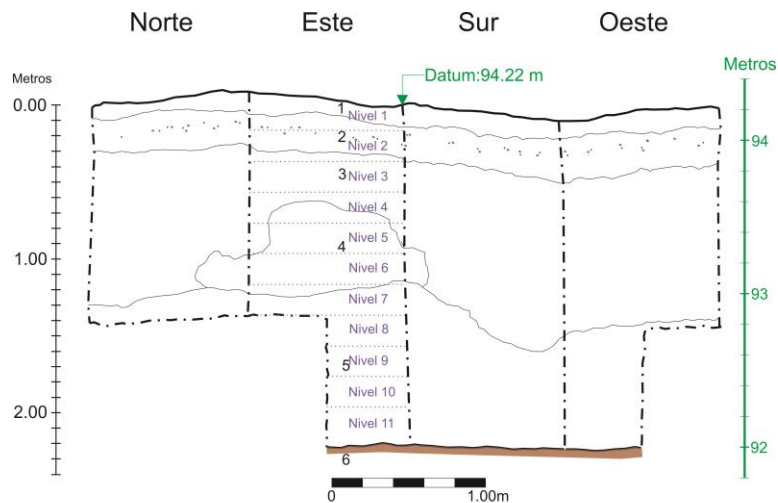 Norte Este Sur Oeste
Metros
Datum:94.22 m
Metros
0.00
1
Nivel 1
94
2
Nivel 2
3
Nivel 3
Nivel 4
Nivel 5
1.00
4
Nivel 6
93
Nivel 7
Nivel 8
5
Nivel 9
Nivel 10
2.00
Nivel 11
92
6
0 1.00m